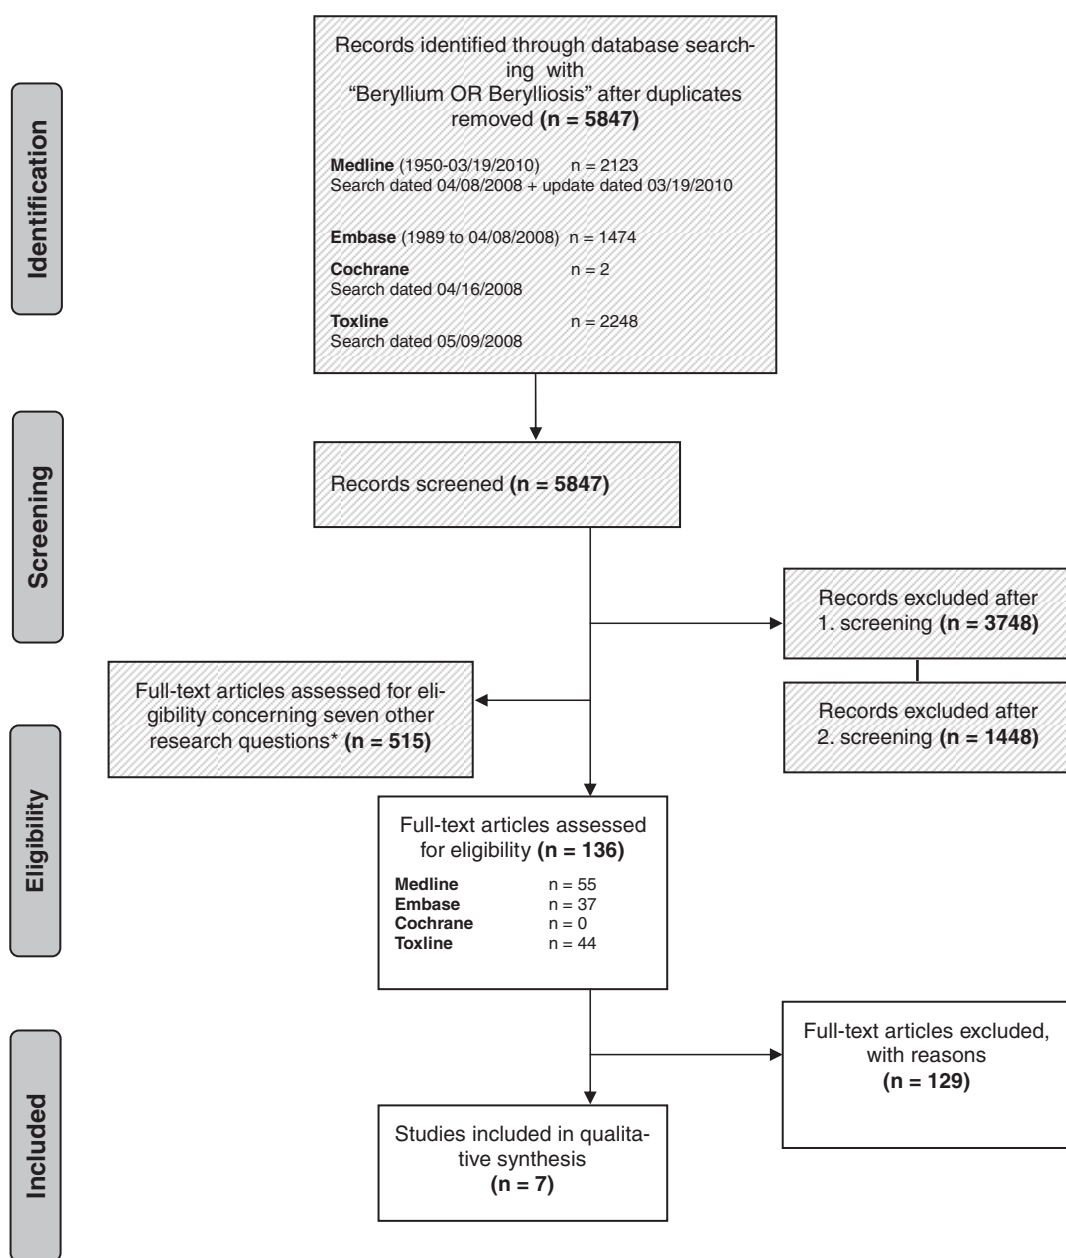 Identification
Records identified through database search-
ing with
“Beryllium OR Berylliosis” after duplicates
removed (n = 5847)
Medline (1950-03/19/2010) n = 2123
Search dated 04/08/2008 + update dated 03/19/2010
Embase (1989 to 04/08/2008) n = 1474
Cochrane n = 2
Search dated 04/16/2008
Toxline n = 2248
Search dated 05/09/2008
Screening
Records screened (n = 5847)
Records excluded after
1. screening (n = 3748)
Records excluded after
2. screening (n = 1448)
Full-text articles assessed for eli-
gibility concerning seven other
research questions* (n = 515)
Eligibility
Full-text articles assessed
for eligibility (n = 136)
Medline n = 55
Embase n = 37
Cochrane n = 0
Toxline n = 44
Full-text articles excluded,
with reasons
(n = 129)
Included
Studies included in qualita-
tive synthesis
(n = 7)